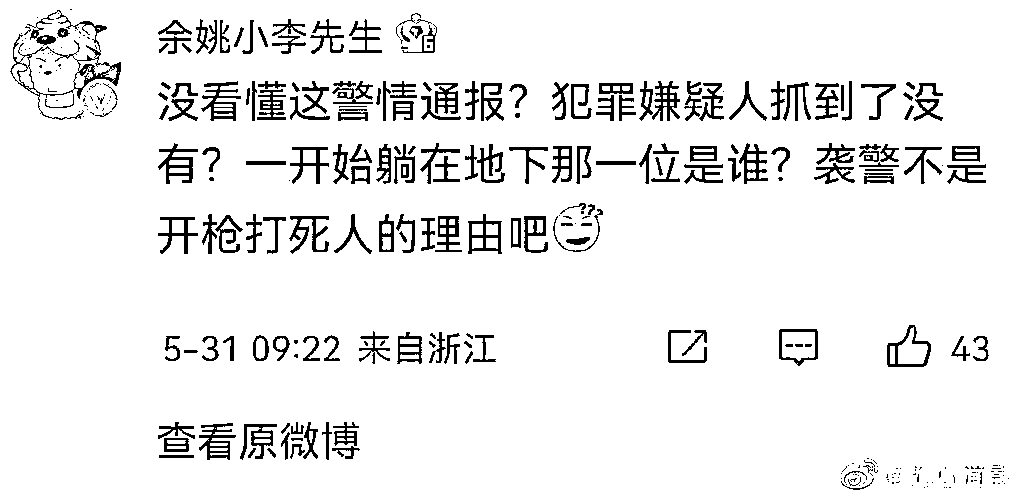 余姚小李先生
没看懂这警情通报？犯罪嫌疑人抓到了没
有？一开始躺在地下那一位是谁？袭警不是
开枪打死人的理由吧
5-31 09:22 来自浙江
43
查看原微博